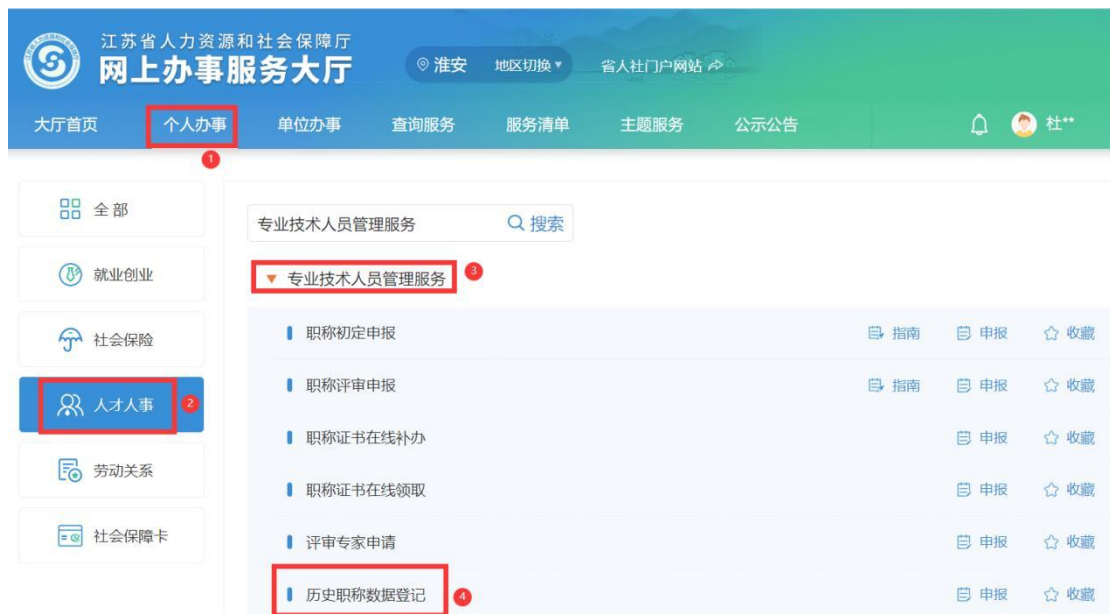 江苏省人力资源和社会保障厅
网上办事服务大厅
淮安 地区切换 省人社门户网站
大厅首页 个人办事 单位办事 查询服务 服务清单 主题服务 公示公告 杜**
1
全部
专业技术人员管理服务 搜索
就业创业
专业技术人员管理服务 3
职称初定申报 指南 申报 收藏
社会保险
职称评审申报 指南 申报 收藏
人才人事 2
职称证书在线补办 申报 收藏
劳动关系
职称证书在线领取 申报 收藏
社会保障卡
评审专家申请 申报 收藏
历史职称数据登记 4 申报 收藏